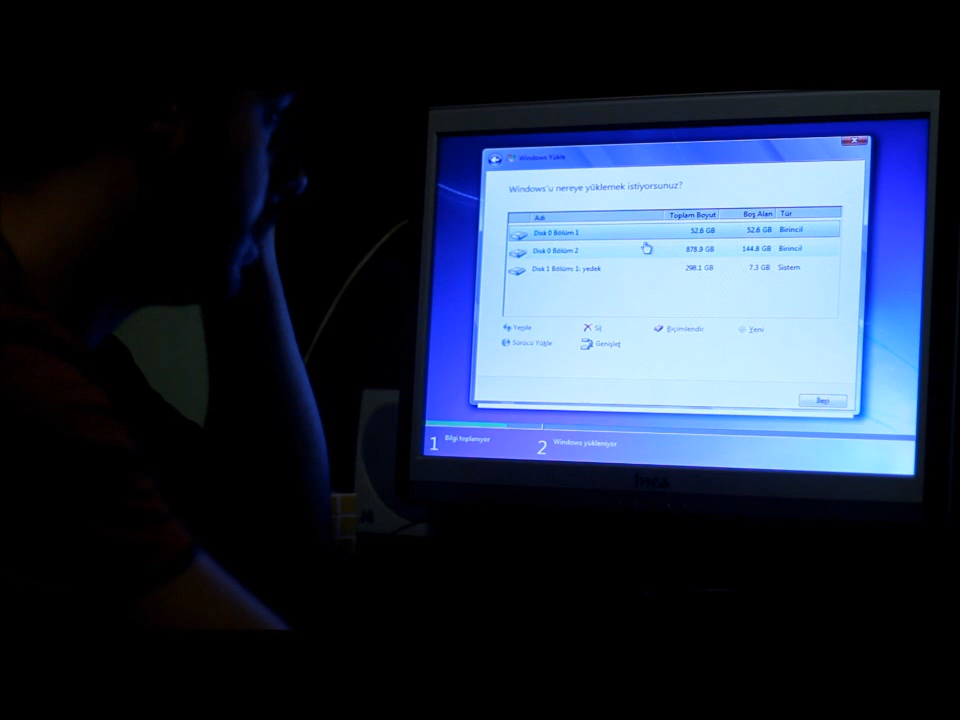 Windows Yükle
Windows'u nereye yüklemek istiyorsunuz?
Adı Toplam Boyut Boş Alan Tür
Disk 0 Bölüm 1 52.6 GB 52.6 GB Birincil
Disk 0 Bölüm 2 878.9 GB 144.8 GB Birincil
Disk 1 Bölüm: 1: yedek 298.1 GB 7.3 GB Sistem
Yenile Sil Biçimlendir Yeni
Sürücü Yükle Genişlet
İleri
1 Bilgi toplanıyor 2 Windows yükleniyor
inca